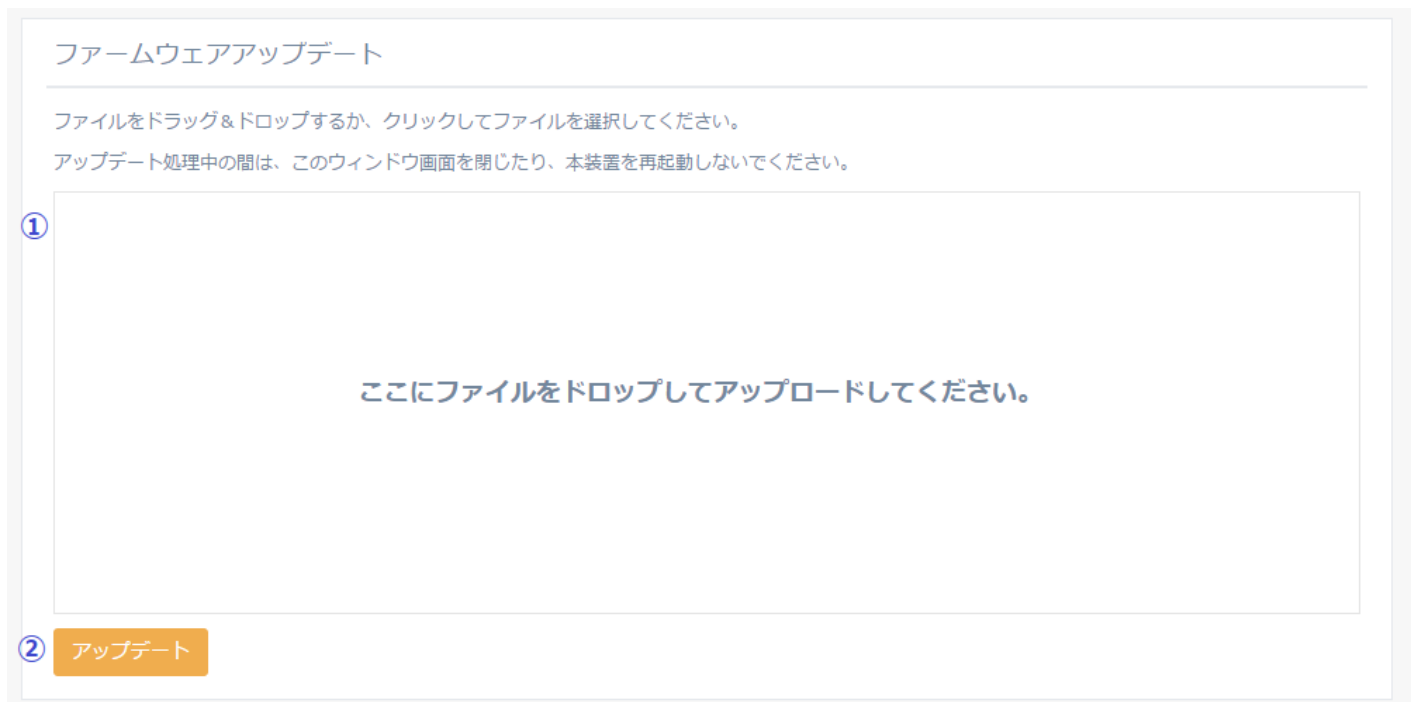 ファームウェアアップデート
ファイルをドラッグ&ドロップするか、クリックしてファイルを選択してください。
アップデート処理中の間は、このウィンドウ画面を閉じたり、本装置を再起動しないでください。
①
ここにファイルをドロップしてアップロードしてください。
② アップデート